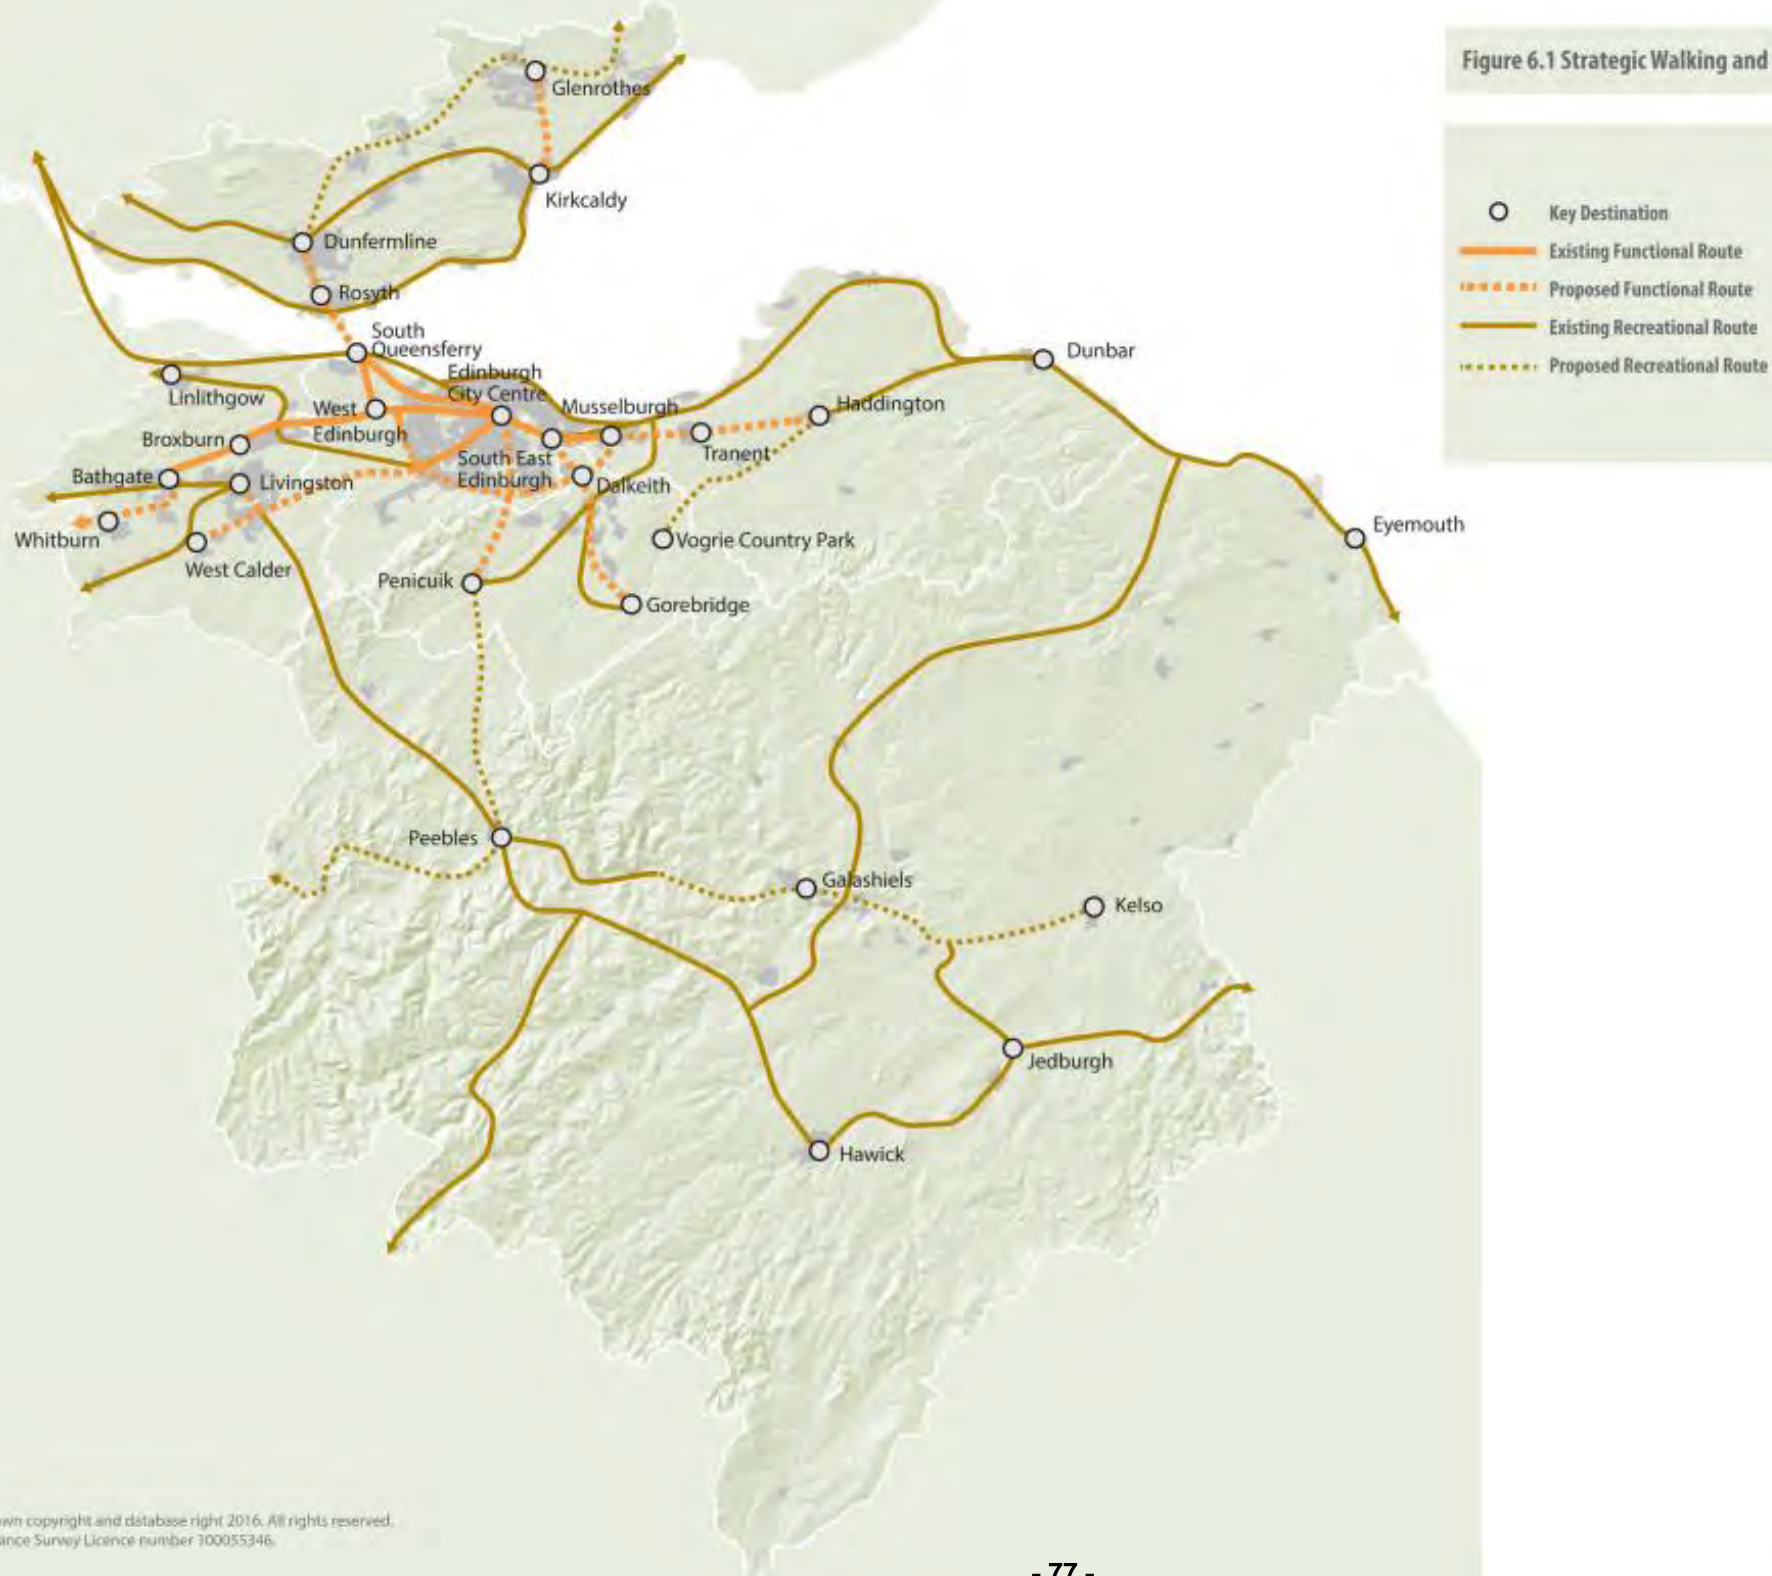 Figure 6.1 Strategic Walking and
Key Destination
Existing Functional Route
Proposed Functional Route
Existing Recreational Route
Proposed Recreational Route
Glenrothes
Kirkcaldy
Dunfermline
Rosyth
South
Queensferry
Edinburgh
City Centre
Linlithgow
West
Edinburgh
Musselburgh
Haddington
Dunbar
Broxburn
Tranent
South East
Edinburgh
Bathgate
Livingston
Dalkeith
Whitburn
West Calder
Vogrie Country Park
Eyemouth
Penicuik
Gorebridge
Peebles
Galashiels
Kelso
Jedburgh
Hawick
wn copyright and database right 2016. All rights reserved.
ance Survey Licence number 100055346.
- 77 -